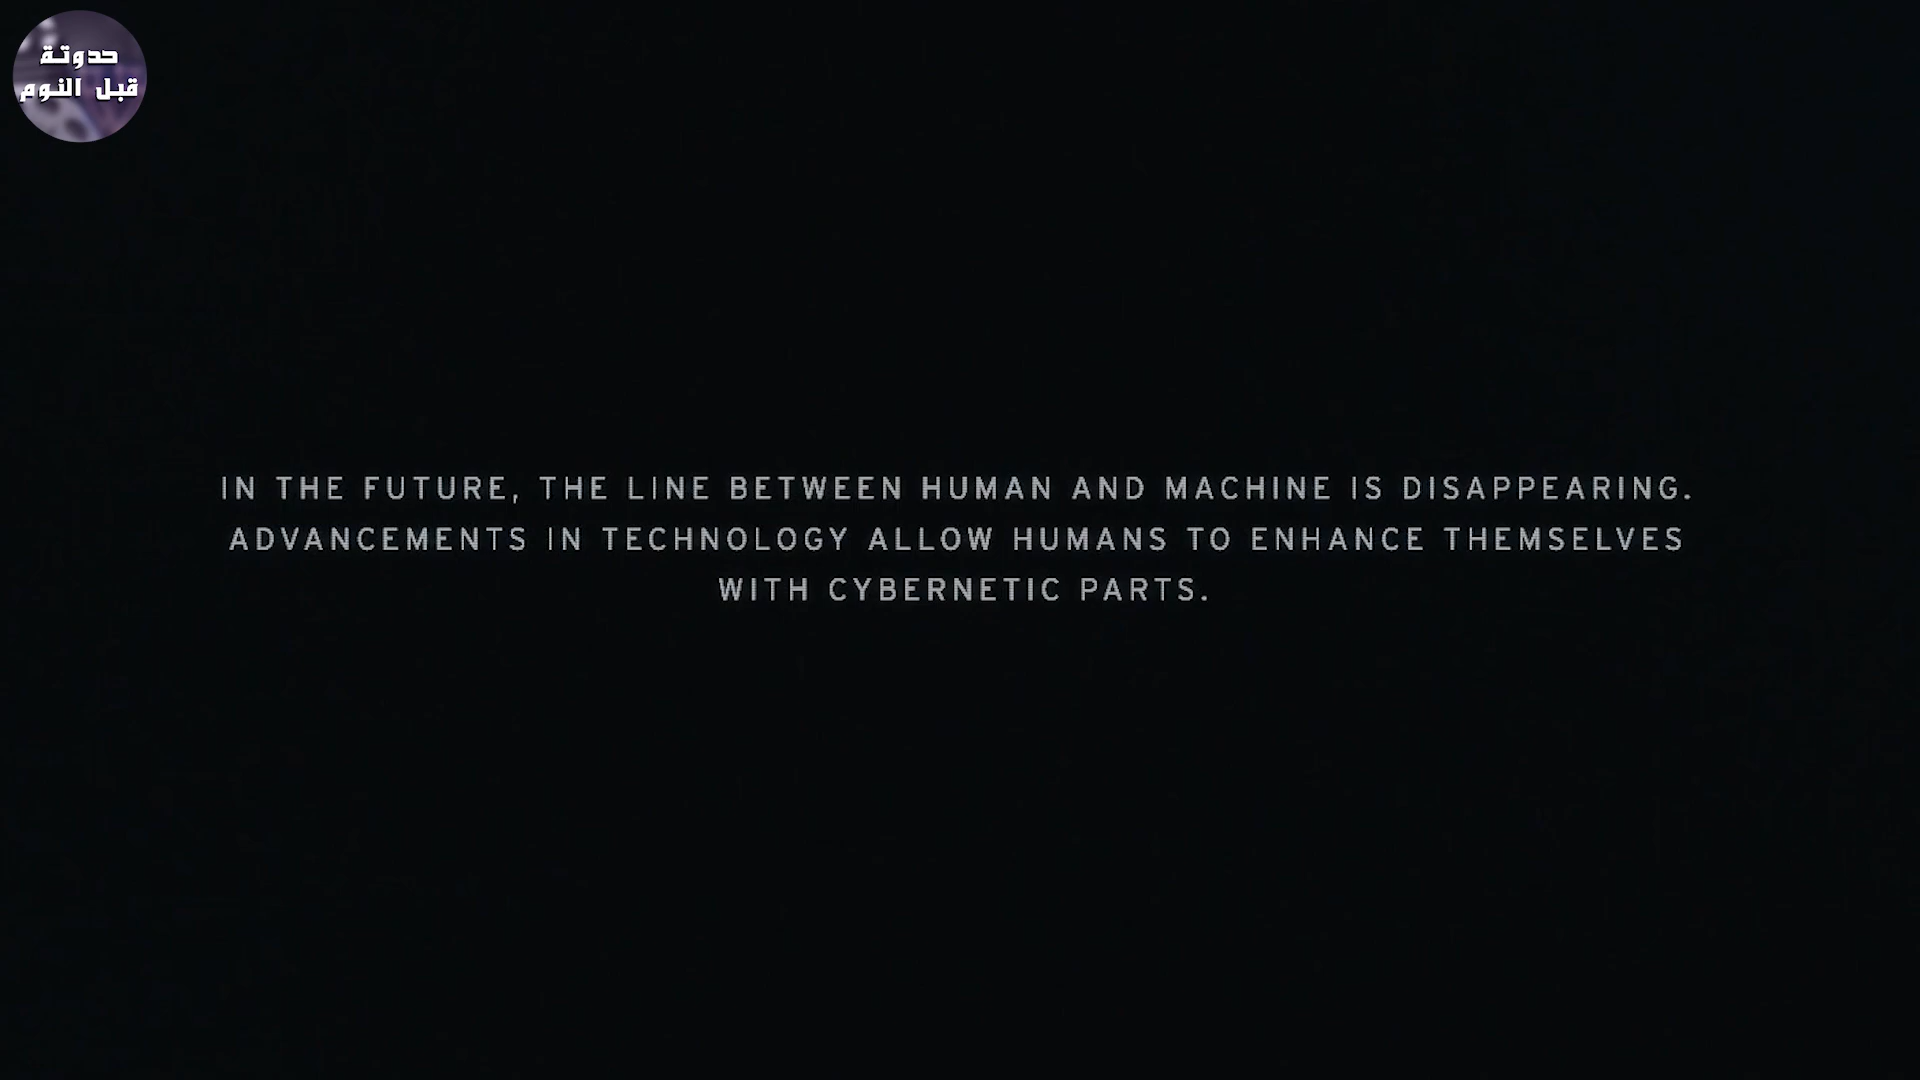 حدوتة
قبل النوم
IN THE FUTURE, THE LINE BETWEEN HUMAN AND MACHINE IS DISAPPEARING.
ADVANCEMENTS IN TECHNOLOGY ALLOW HUMANS TO ENHANCE THEMSELVES
WITH CYBERNETIC PARTS.